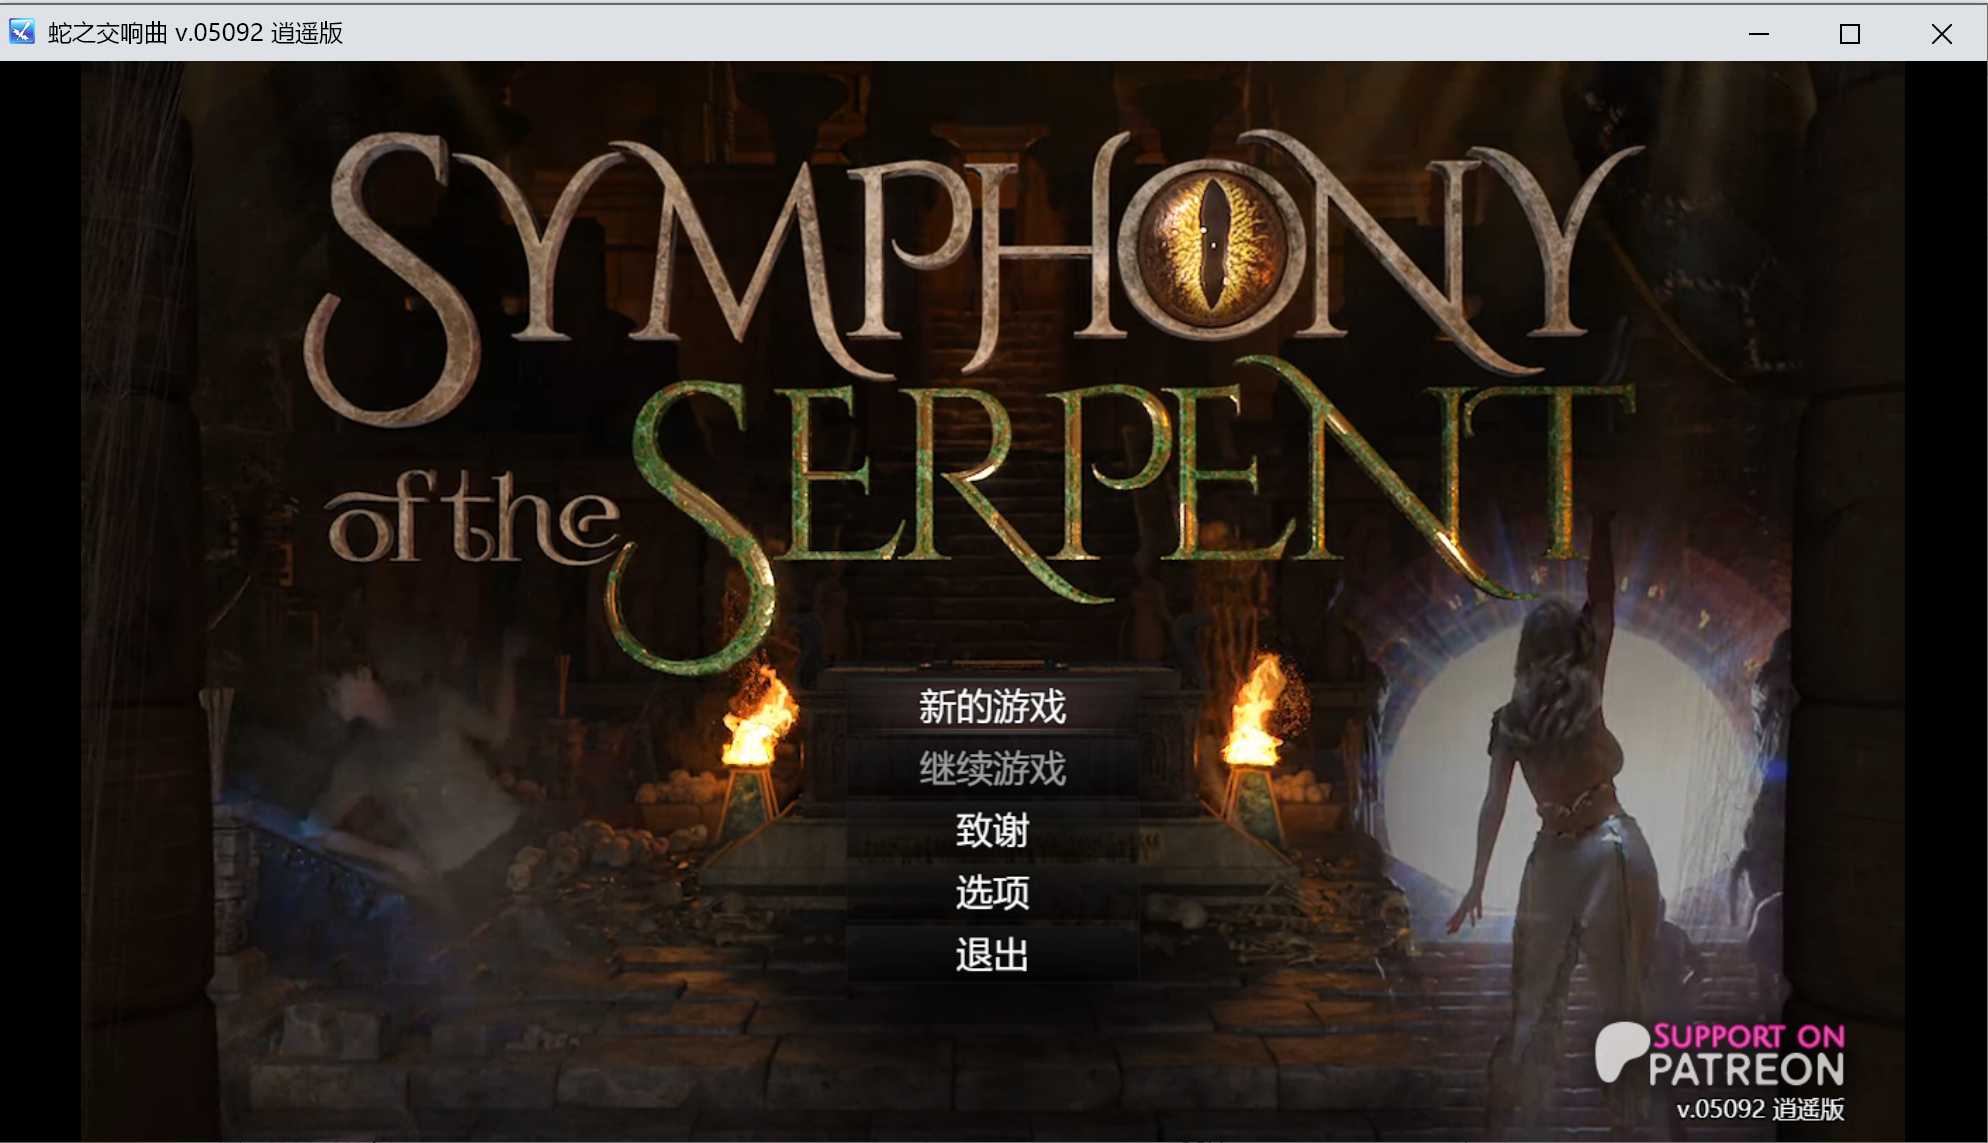 蛇之交响曲 v.05092 逍遥版
SYMPHONY
of the SERPENT
新的游戏
继续游戏
致谢
选项
退出
SUPPORT ON
PATREON
v.05092 逍遥版